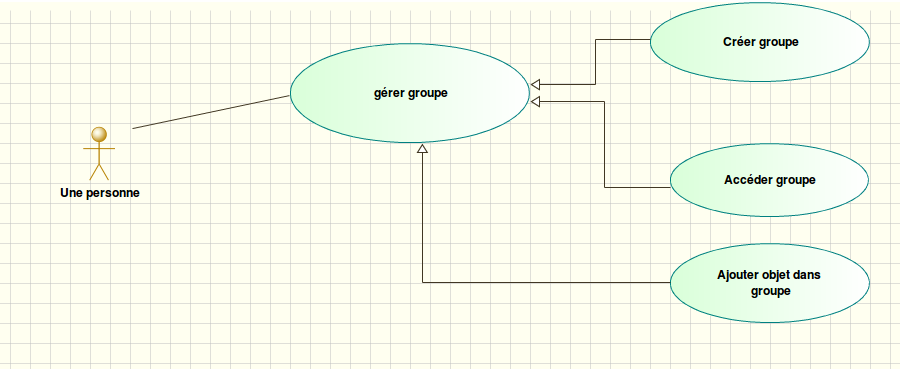 Créer groupe
gérer groupe
Une personne
Accéder groupe
Ajouter objet dans
groupe